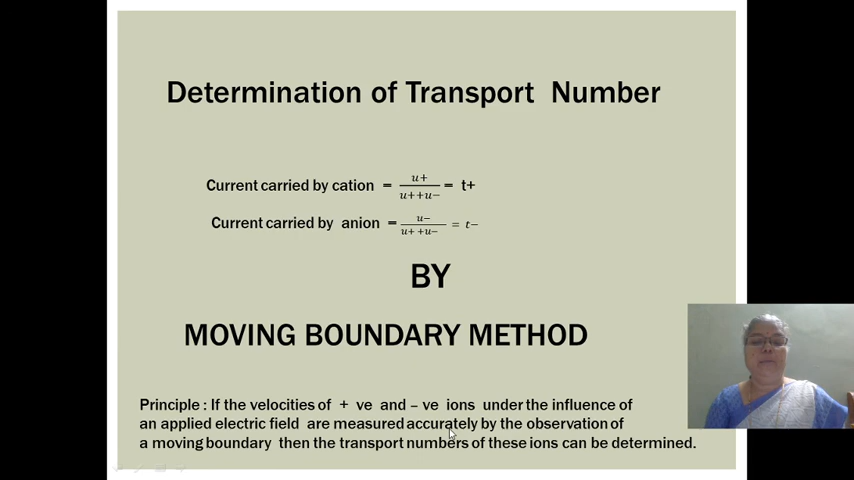 Determination of Transport Number
Current carried by cation = u+/u++u− = t+
Current carried by anion = u−/u++u− = t−
BY
MOVING BOUNDARY METHOD
Principle : If the velocities of + ve and – ve ions under the influence of
an applied electric field are measured accurately by the observation of
a moving boundary then the transport numbers of these ions can be determined.